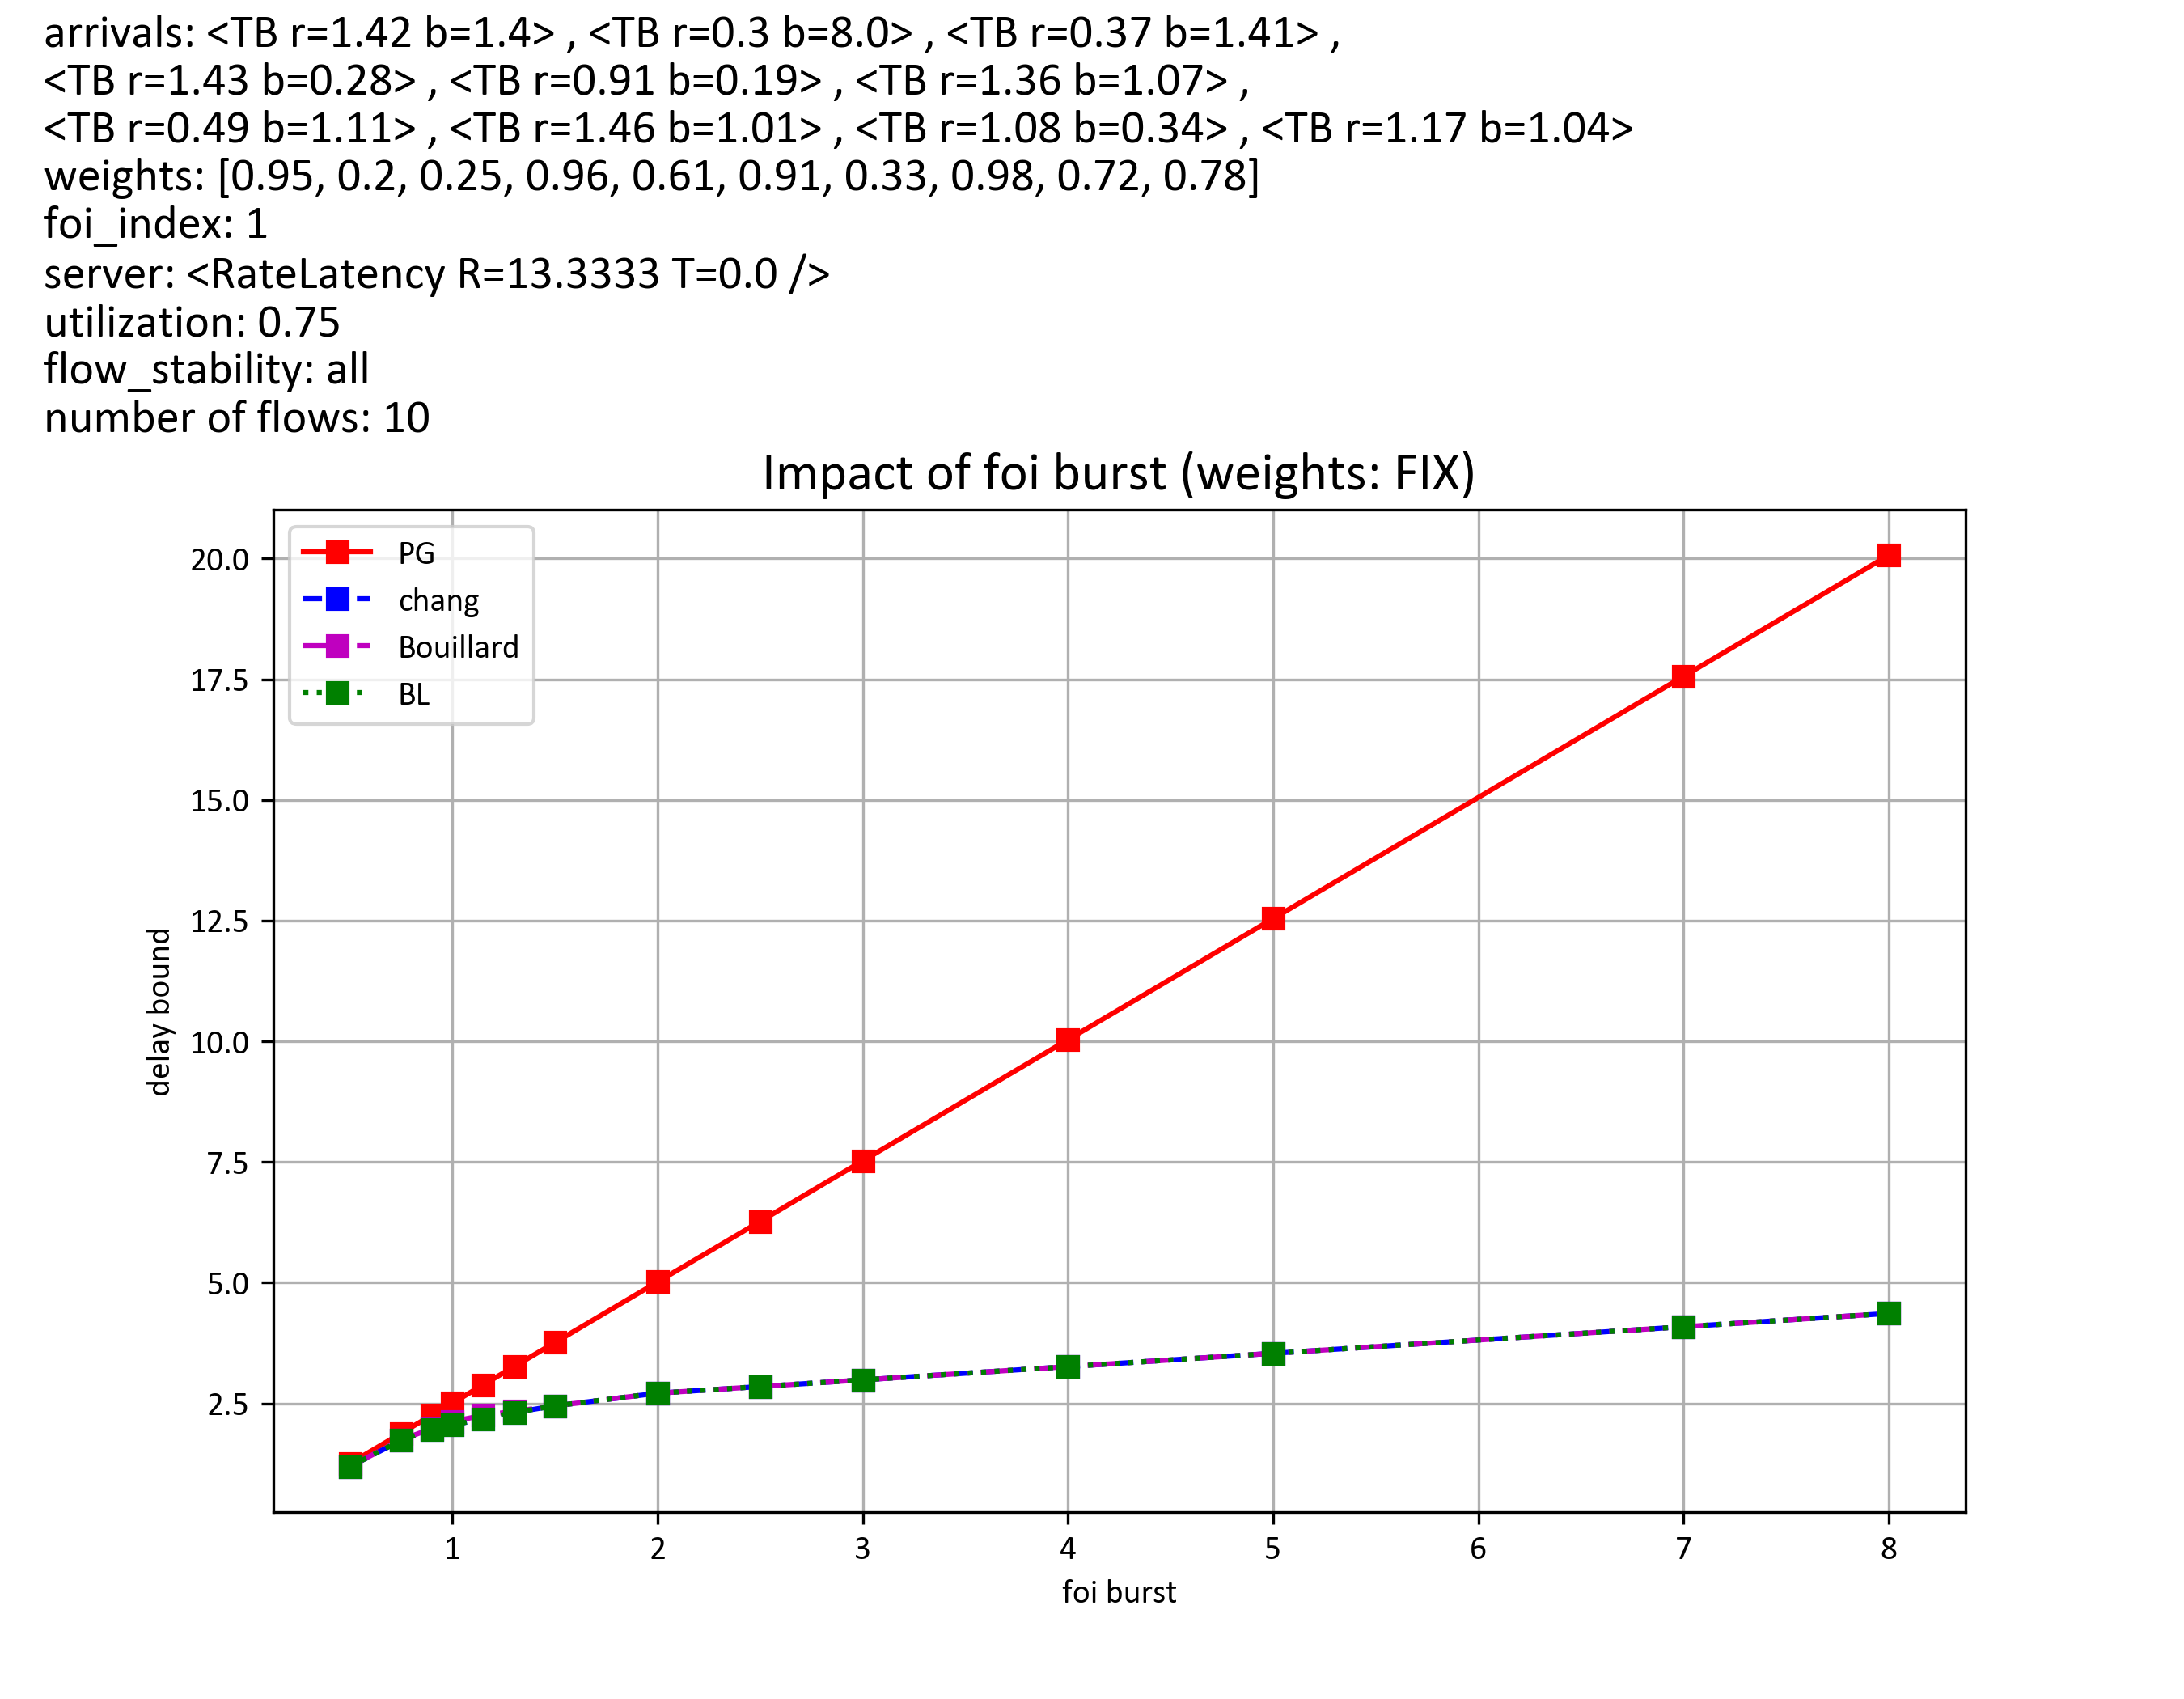 arrivals: <TB r=1.42 b=1.4> , <TB r=0.3 b=8.0> , <TB r=0.37 b=1.41> ,
<TB r=1.43 b=0.28> , <TB r=0.91 b=0.19> , <TB r=1.36 b=1.07> ,
<TB r=0.49 b=1.11> , <TB r=1.46 b=1.01> , <TB r=1.08 b=0.34> , <TB r=1.17 b=1.04>
weights: [0.95, 0.2, 0.25, 0.96, 0.61, 0.91, 0.33, 0.98, 0.72, 0.78]
foi_index: 1
server: <RateLatency R=13.3333 T=0.0 />
utilization: 0.75
flow_stability: all
number of flows: 10
Impact of foi burst (weights: FIX)
PG
chang
Bouillard
BL
20.0
17.5
15.0
12.5
10.0
7.5
5.0
2.5
delay bound
1 2 3 4 5 6 7 8
foi burst